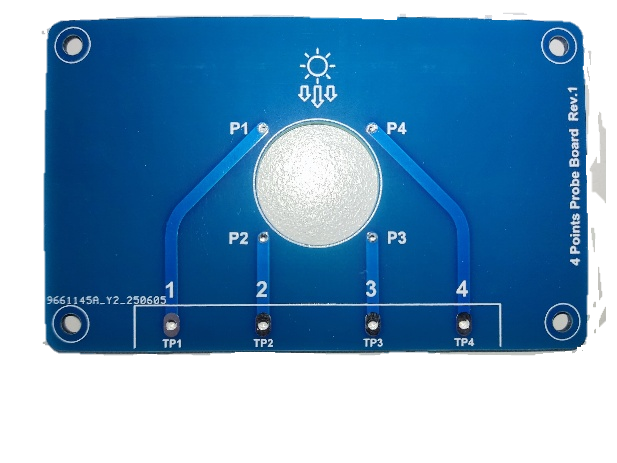 P1 P4
4 Points Probe Board Rev.1
P2 P3
1 2 3 4
9661145A_Y2_250605
TP1 TP2 TP3 TP4